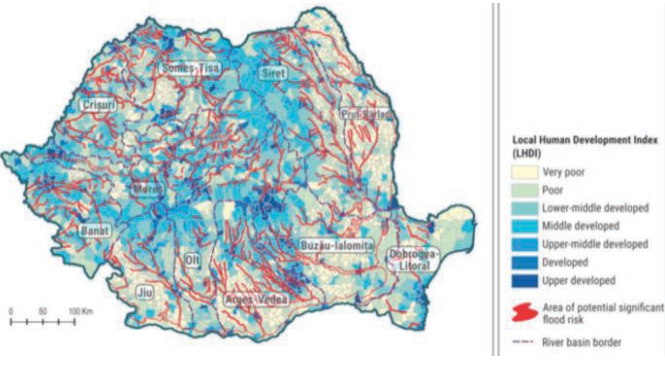 Someș-Tisa
Siret
Crișuri
Prut-Bârlad
Mureș
Banat
Olt
Buzău-Ialomița
Dobrogea-
Litoral
Jiu
Argeș-Vedea
0 50 100 Km
Local Human Development Index
(LHDI)
Very poor
Poor
Lower-middle developed
Middle developed
Upper-middle developed
Developed
Upper developed
Area of potential significant
flood risk
River basin border